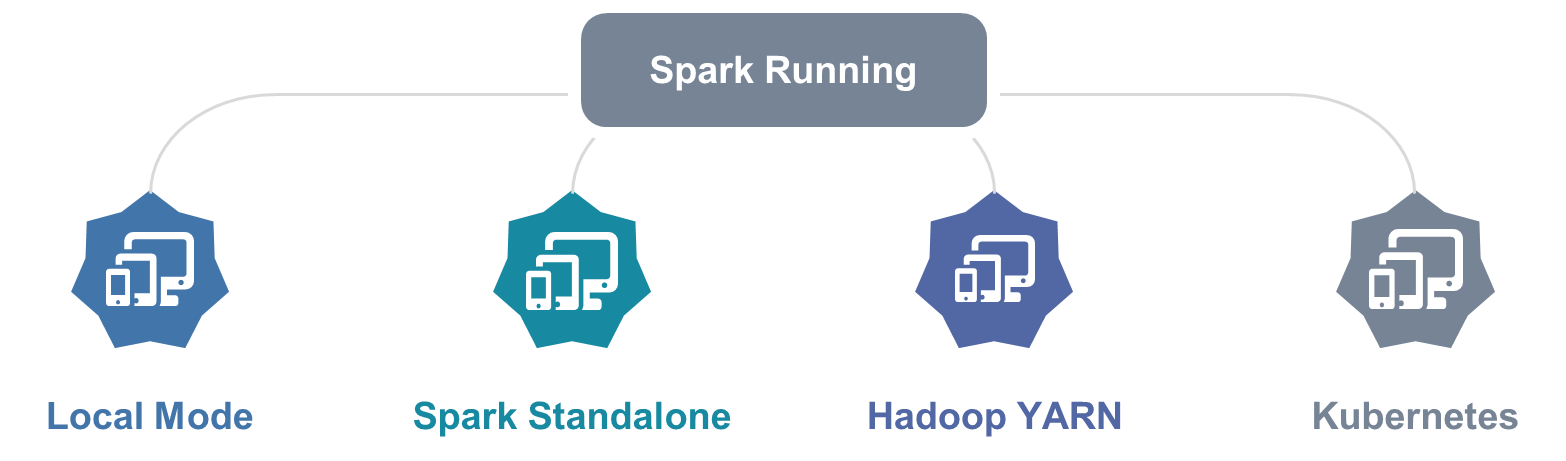 Spark Running
Local Mode
Spark Standalone
Hadoop YARN
Kubernetes